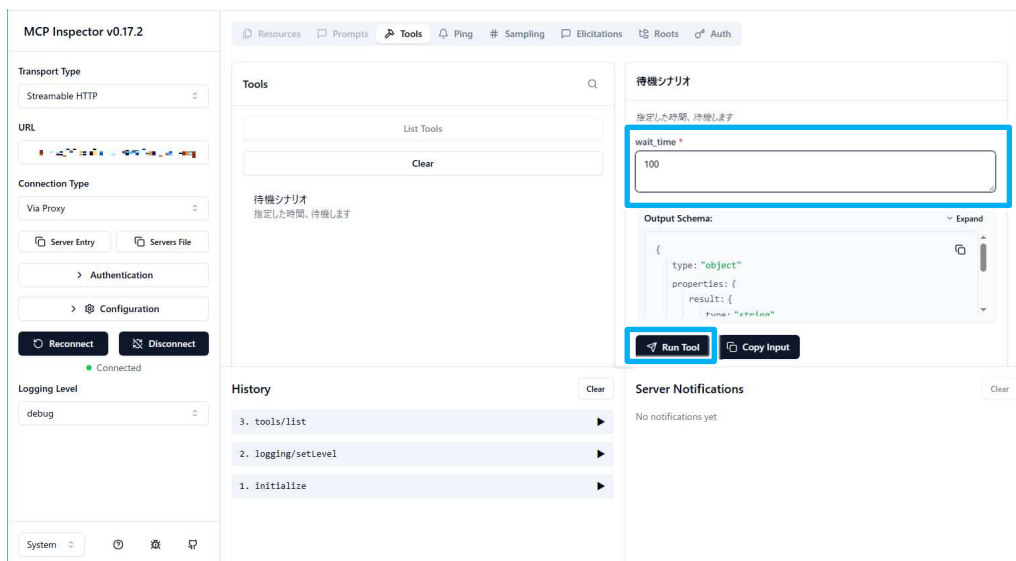 MCP Inspector v0.17.2
Transport Type
Streamable HTTP
URL
Connection Type
Via Proxy
Server Entry
Servers File
Authentication
Configuration
Reconnect
Disconnect
Connected
Logging Level
debug
System
Resources
Prompts
Tools
Ping
Sampling
Elicitations
Roots
Auth
Tools
List Tools
Clear
待機シナリオ
指定した時間、待機します
待機シナリオ
指定した時間、待機します
wait_time *
100
Output Schema:
Expand
{
type: "object"
properties: {
result: {
type: "string"
Run Tool
Copy Input
History
Clear
3. tools/list
2. logging/setLevel
1. initialize
Server Notifications
Clear
No notifications yet